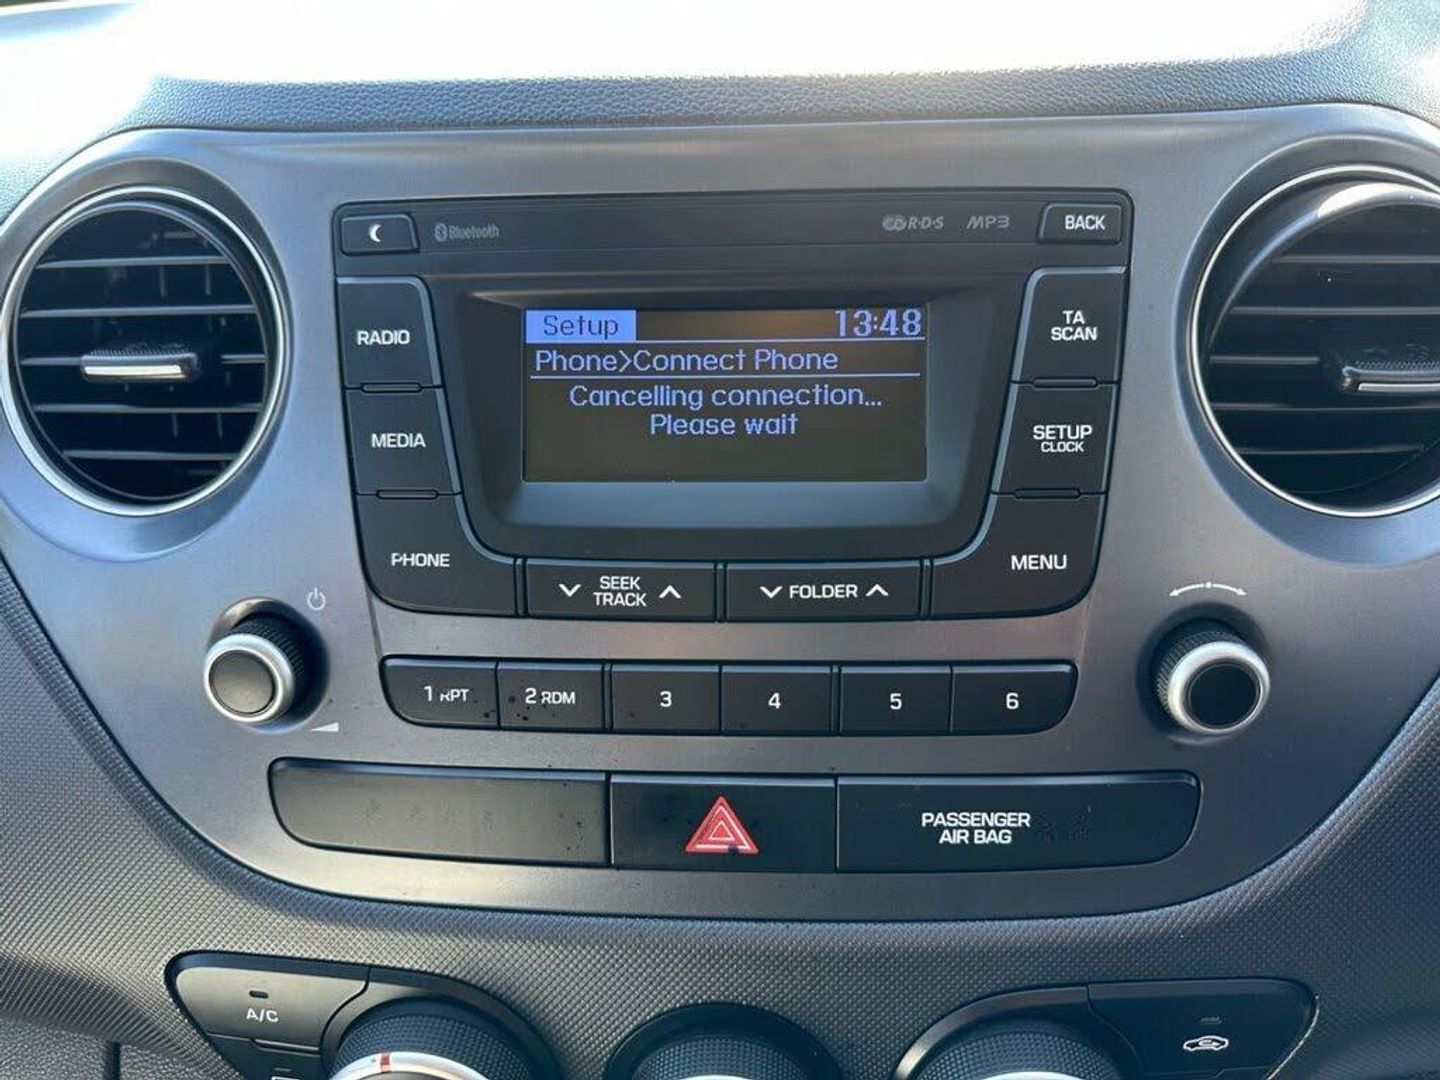 Bluetooth
R·D·S
MP3
BACK
RADIO
Setup
13:48
TA
SCAN
Phone>Connect Phone
Cancelling connection...
Please wait
MEDIA
SETUP
CLOCK
PHONE
SEEK
TRACK
FOLDER
MENU
1 RPT
2 RDM
3
4
5
6
PASSENGER
AIR BAG
A/C